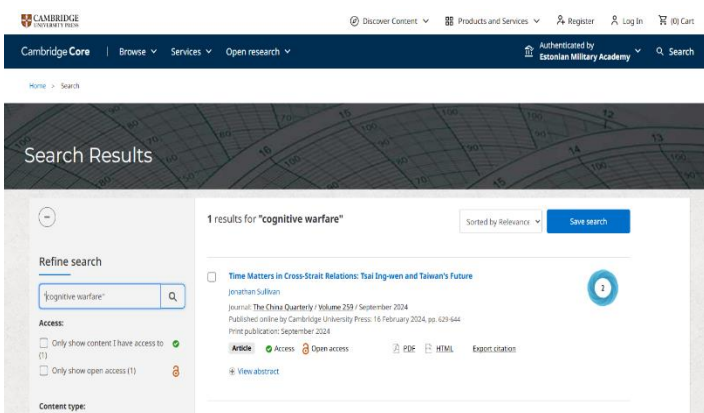 CAMBRIDGE
UNIVERSITY PRESS
Discover Content
Products and Services
Register
Log In
(0) Cart
Cambridge Core
Browse
Services
Open research
Authenticated by
Estonian Military Academy
Search
Home > Search
Search Results
1 results for "cognitive warfare"
Sorted by Relevance
Save search
Refine search
"cognitive warfare"
Access:
Only show content I have access to
(1)
Only show open access (1)
Content type:
Time Matters in Cross-Strait Relations: Tsai Ing-wen and Taiwan's Future
2
Jonathan Sullivan
Journal: The China Quarterly / Volume 259 / September 2024
Published online by Cambridge University Press: 16 February 2024, pp. 629-644
Print publication: September 2024
Article
Access
Open access
PDF
HTML
Export citation
View abstract